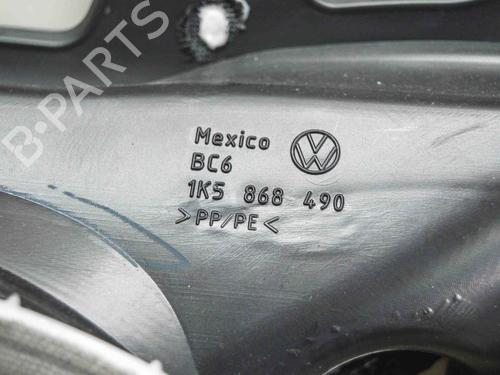 B-PARTS
Mexico
BC6
1K5 868 490
>PP/PE<